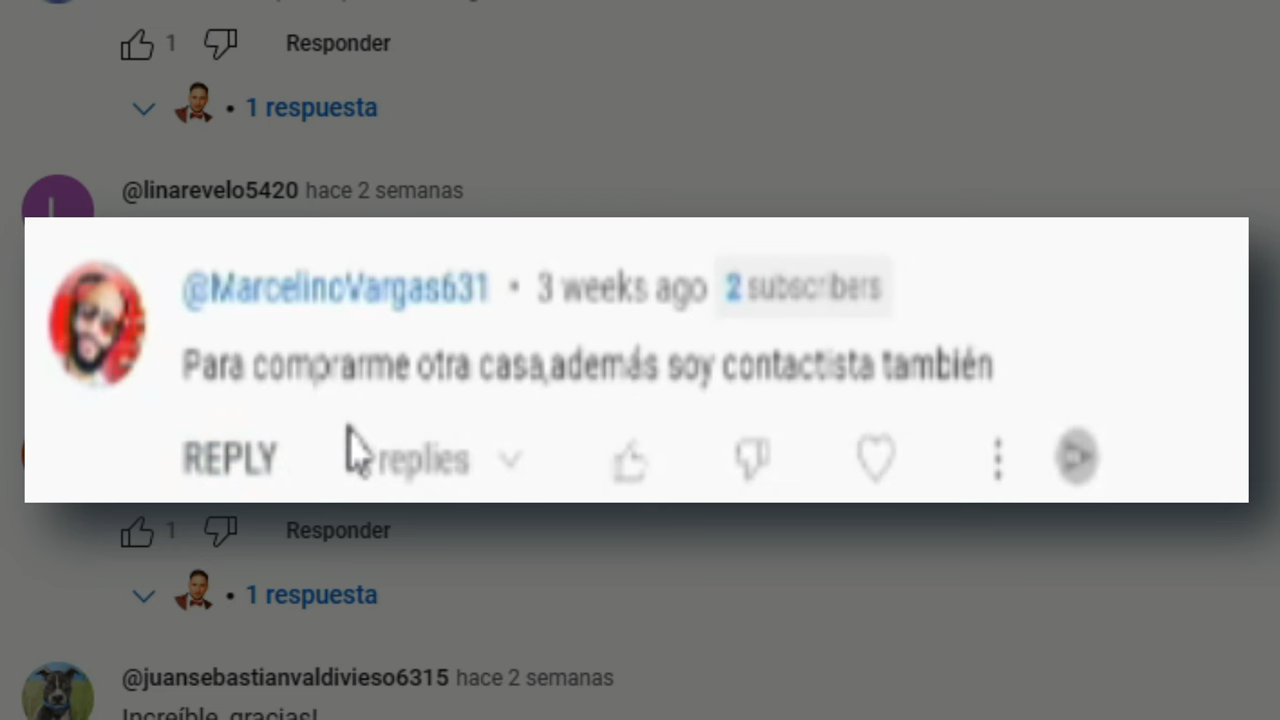 1 Responder
• 1 respuesta
@linarevelo5420 hace 2 semanas
L
@MarcelinoVargas631 • 3 weeks ago 2 subscribers
Para comprarme otra casa,además soy contactista también
REPLY replies
1 Responder
• 1 respuesta
@juansebastianvaldivieso6315 hace 2 semanas
Increíble, gracias!